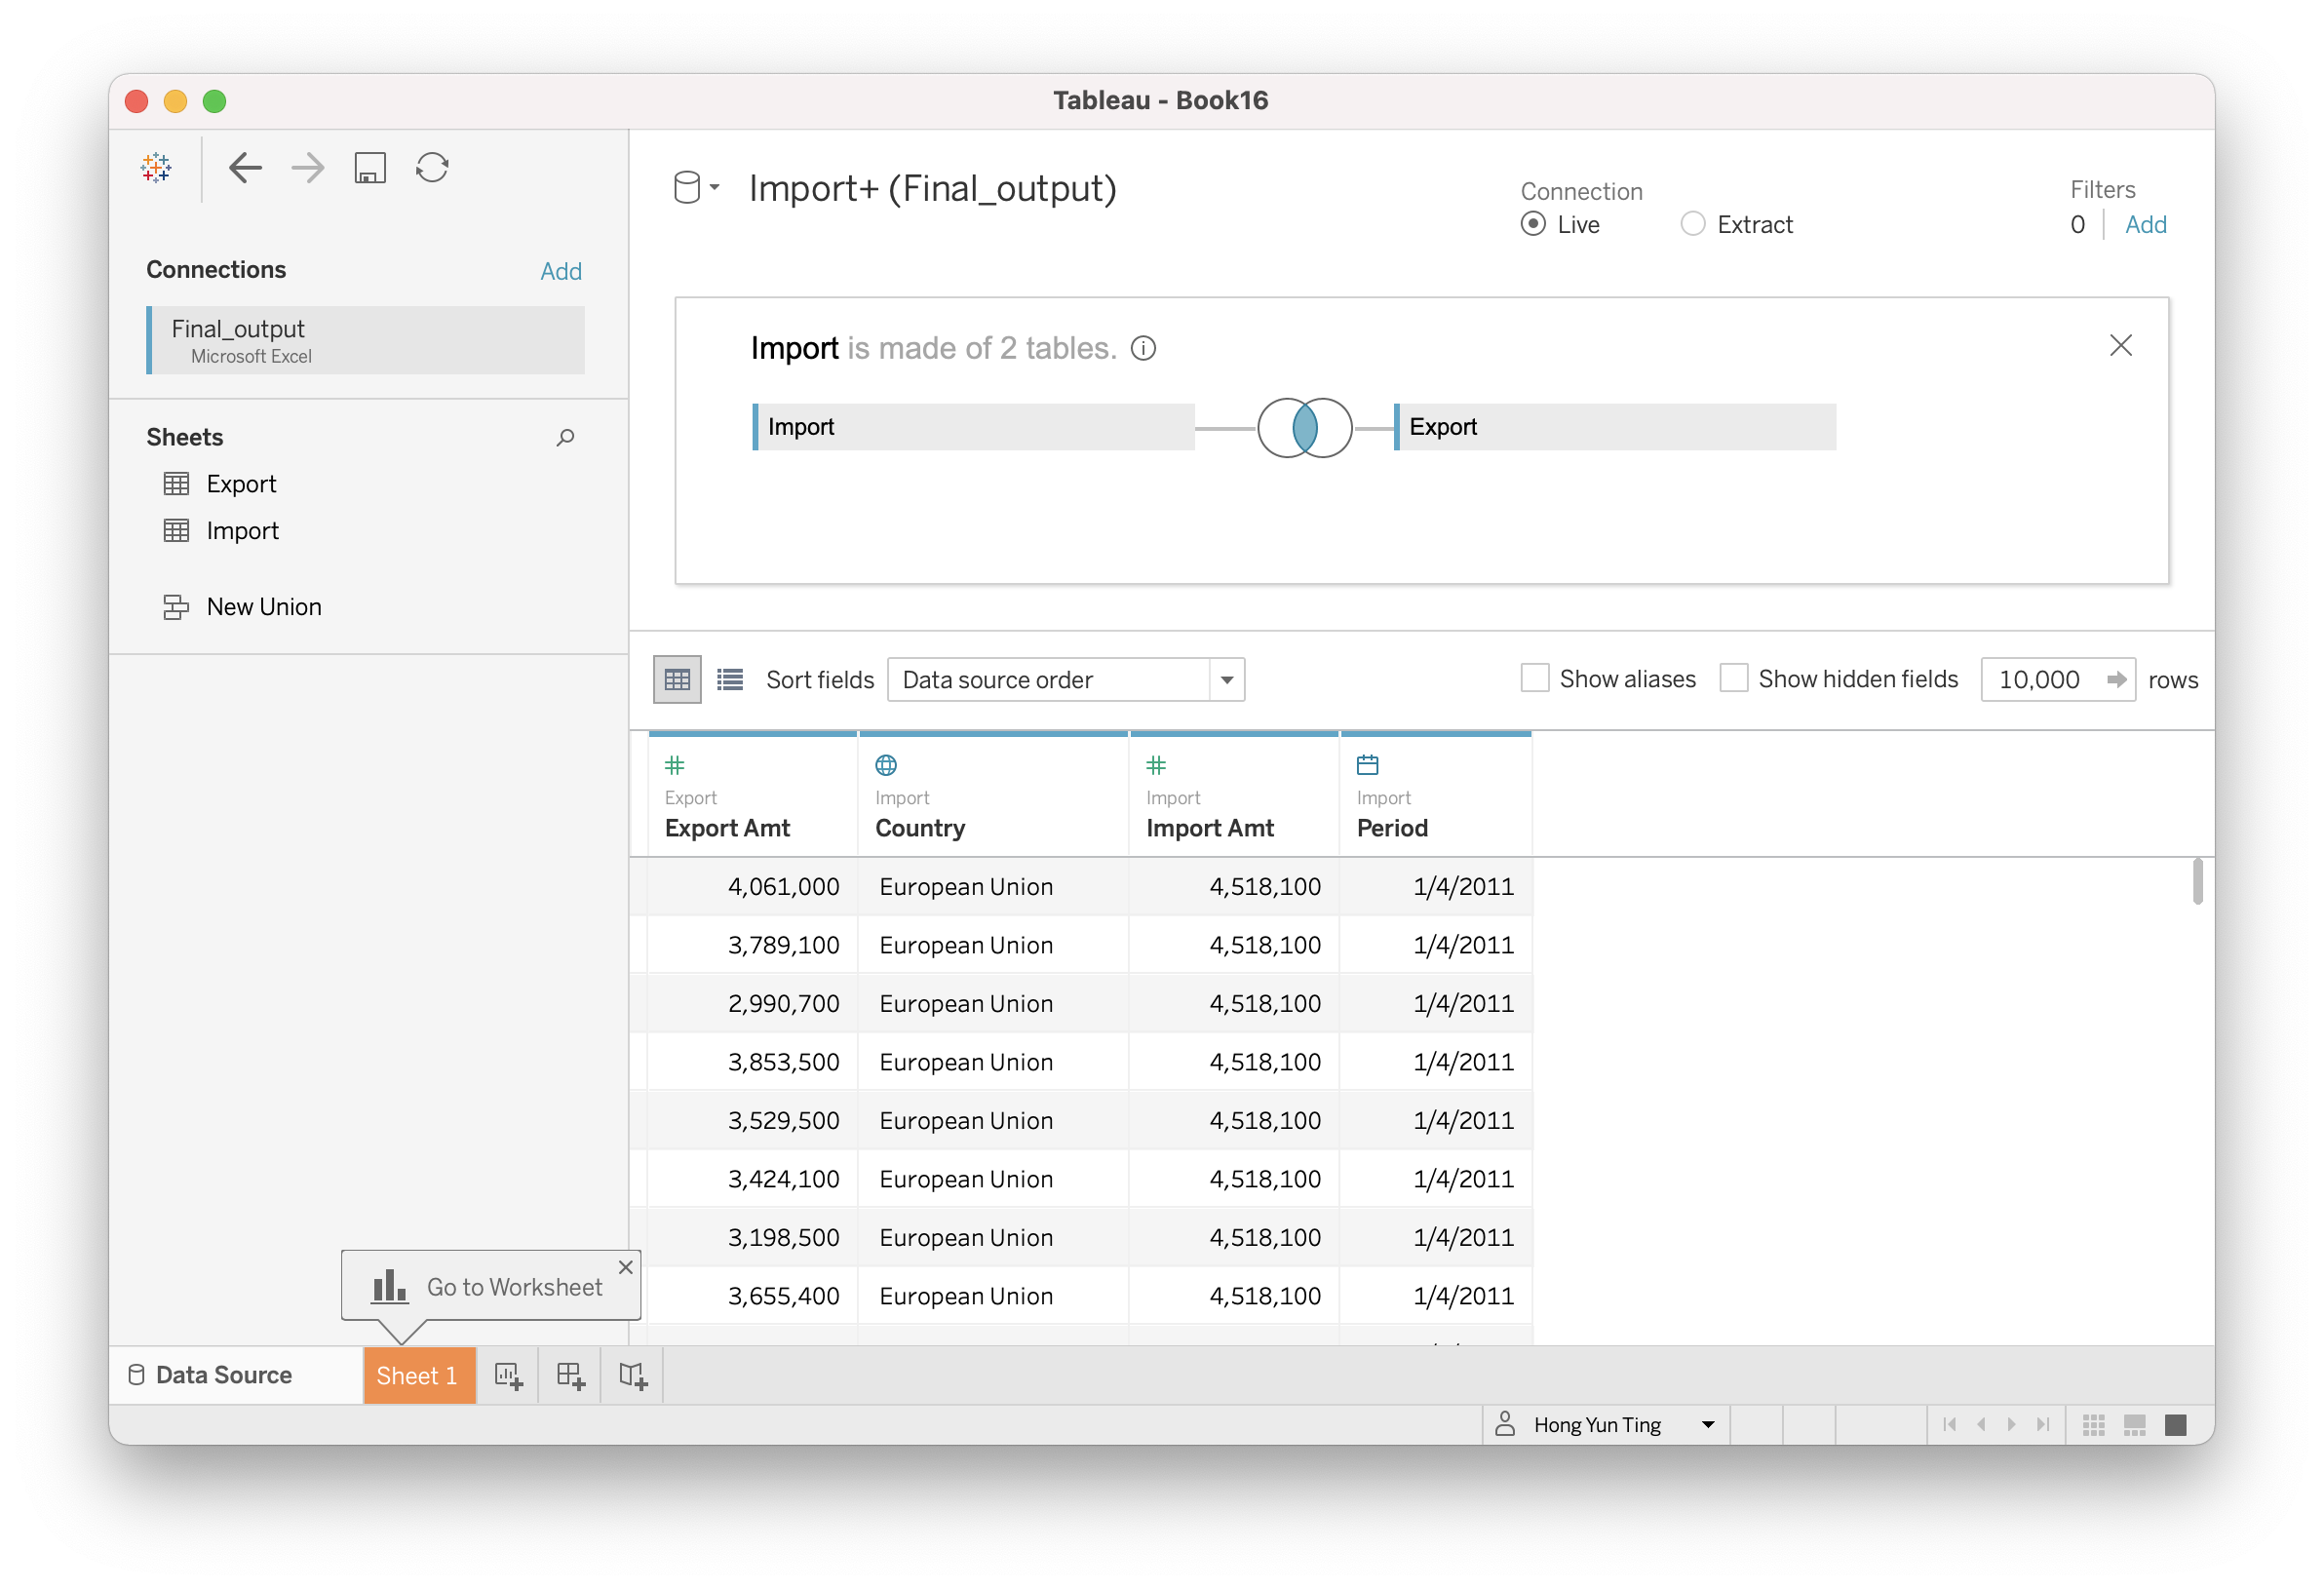 Tableau - Book16
Connections
Add
Final_output
Microsoft Excel
Sheets
Export
Import
New Union
Import+ (Final_output)
Connection
Live
Extract
Filters
0
Add
Import is made of 2 tables.
Import
Export
Sort fields
Data source order
Show aliases
Show hidden fields
10,000
rows
Export
Export Amt
Import
Country
Import
Import Amt
Import
Period
4,061,000 European Union 4,518,100 1/4/2011
3,789,100 European Union 4,518,100 1/4/2011
2,990,700 European Union 4,518,100 1/4/2011
3,853,500 European Union 4,518,100 1/4/2011
3,529,500 European Union 4,518,100 1/4/2011
3,424,100 European Union 4,518,100 1/4/2011
3,198,500 European Union 4,518,100 1/4/2011
3,655,400 European Union 4,518,100 1/4/2011
Go to Worksheet
Data Source
Sheet 1
Hong Yun Ting